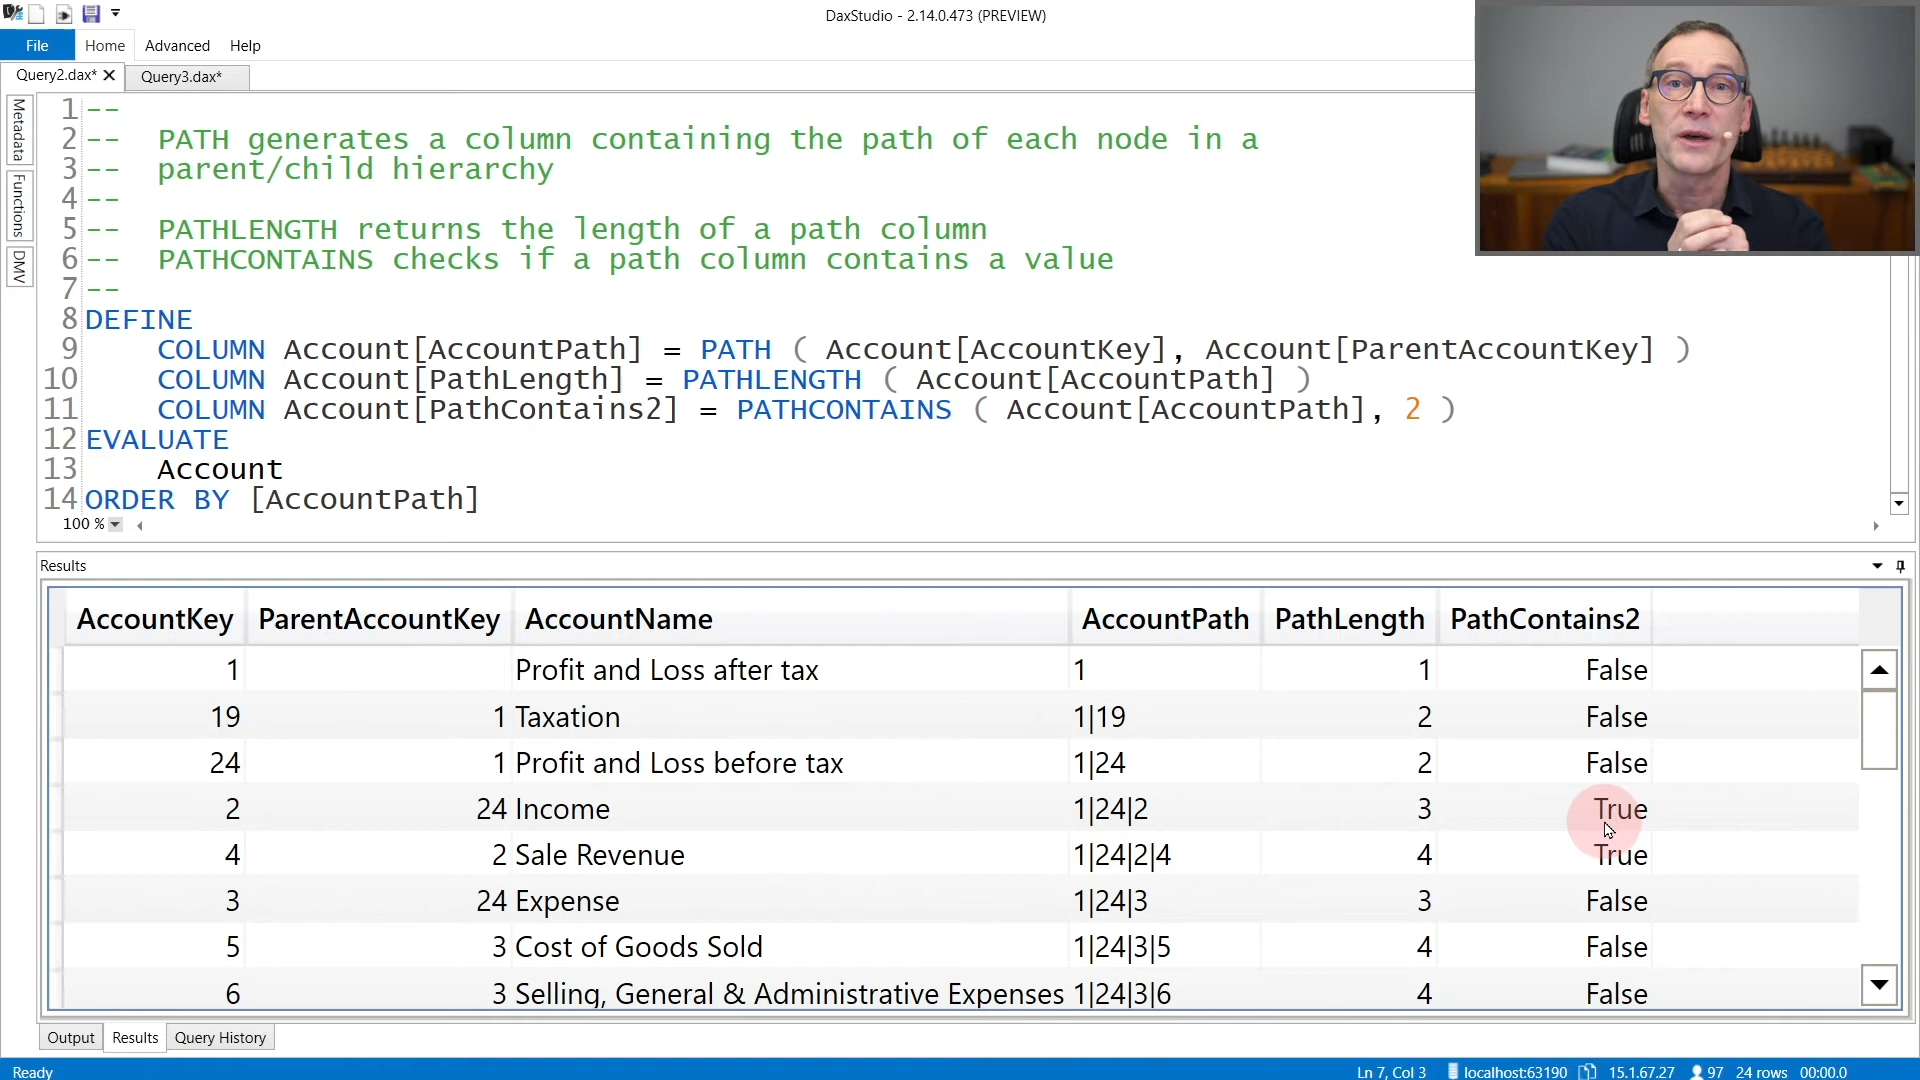 DaxStudio - 2.14.0.473 (PREVIEW)
File Home Advanced Help
Query2.dax* Query3.dax*
Metadata
Functions
DMV
1 --
2 -- PATH generates a column containing the path of each node in a
3 -- parent/child hierarchy
4 --
5 -- PATHLENGTH returns the length of a path column
6 -- PATHCONTAINS checks if a path column contains a value
7 --
8 DEFINE
9 COLUMN Account[AccountPath] = PATH ( Account[AccountKey], Account[ParentAccountKey] )
10 COLUMN Account[PathLength] = PATHLENGTH ( Account[AccountPath] )
11 COLUMN Account[PathContains2] = PATHCONTAINS ( Account[AccountPath], 2 )
12 EVALUATE
13 Account
14 ORDER BY [AccountPath]
100 %
Results
AccountKey ParentAccountKey AccountName AccountPath PathLength PathContains2
1 Profit and Loss after tax 1 1 False
19 1 Taxation 1|19 2 False
24 1 Profit and Loss before tax 1|24 2 False
2 24 Income 1|24|2 3 True
4 2 Sale Revenue 1|24|2|4 4 True
3 24 Expense 1|24|3 3 False
5 3 Cost of Goods Sold 1|24|3|5 4 False
6 3 Selling, General & Administrative Expenses 1|24|3|6 4 False
Output Results Query History
Ready Ln 7, Col 3 localhost:63190 15.1.67.27 97 24 rows 00:00.0